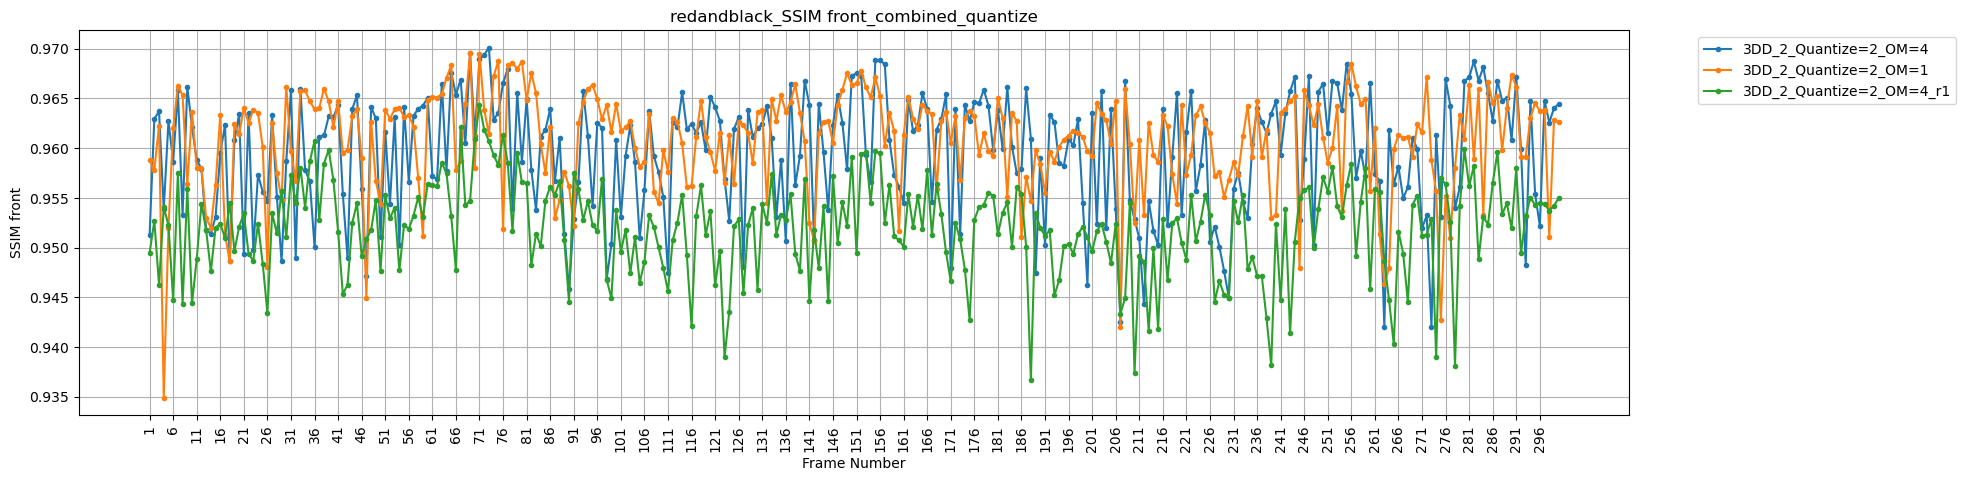 redandblack_SSIM front_combined_quantize
SSIM front
0.970
0.965
0.960
0.955
0.950
0.945
0.940
0.935
1 6 11 16 21 26 31 36 41 46 51 56 61 66 71 76 81 86 91 96 101 106 111 116 121 126 131 136 141 146 151 156 161 166 171 176 181 186 191 196 201 206 211 216 221 226 231 236 241 246 251 256 261 266 271 276 281 286 291 296
Frame Number
3DD_2_Quantize=2_OM=4
3DD_2_Quantize=2_OM=1
3DD_2_Quantize=2_OM=4_r1